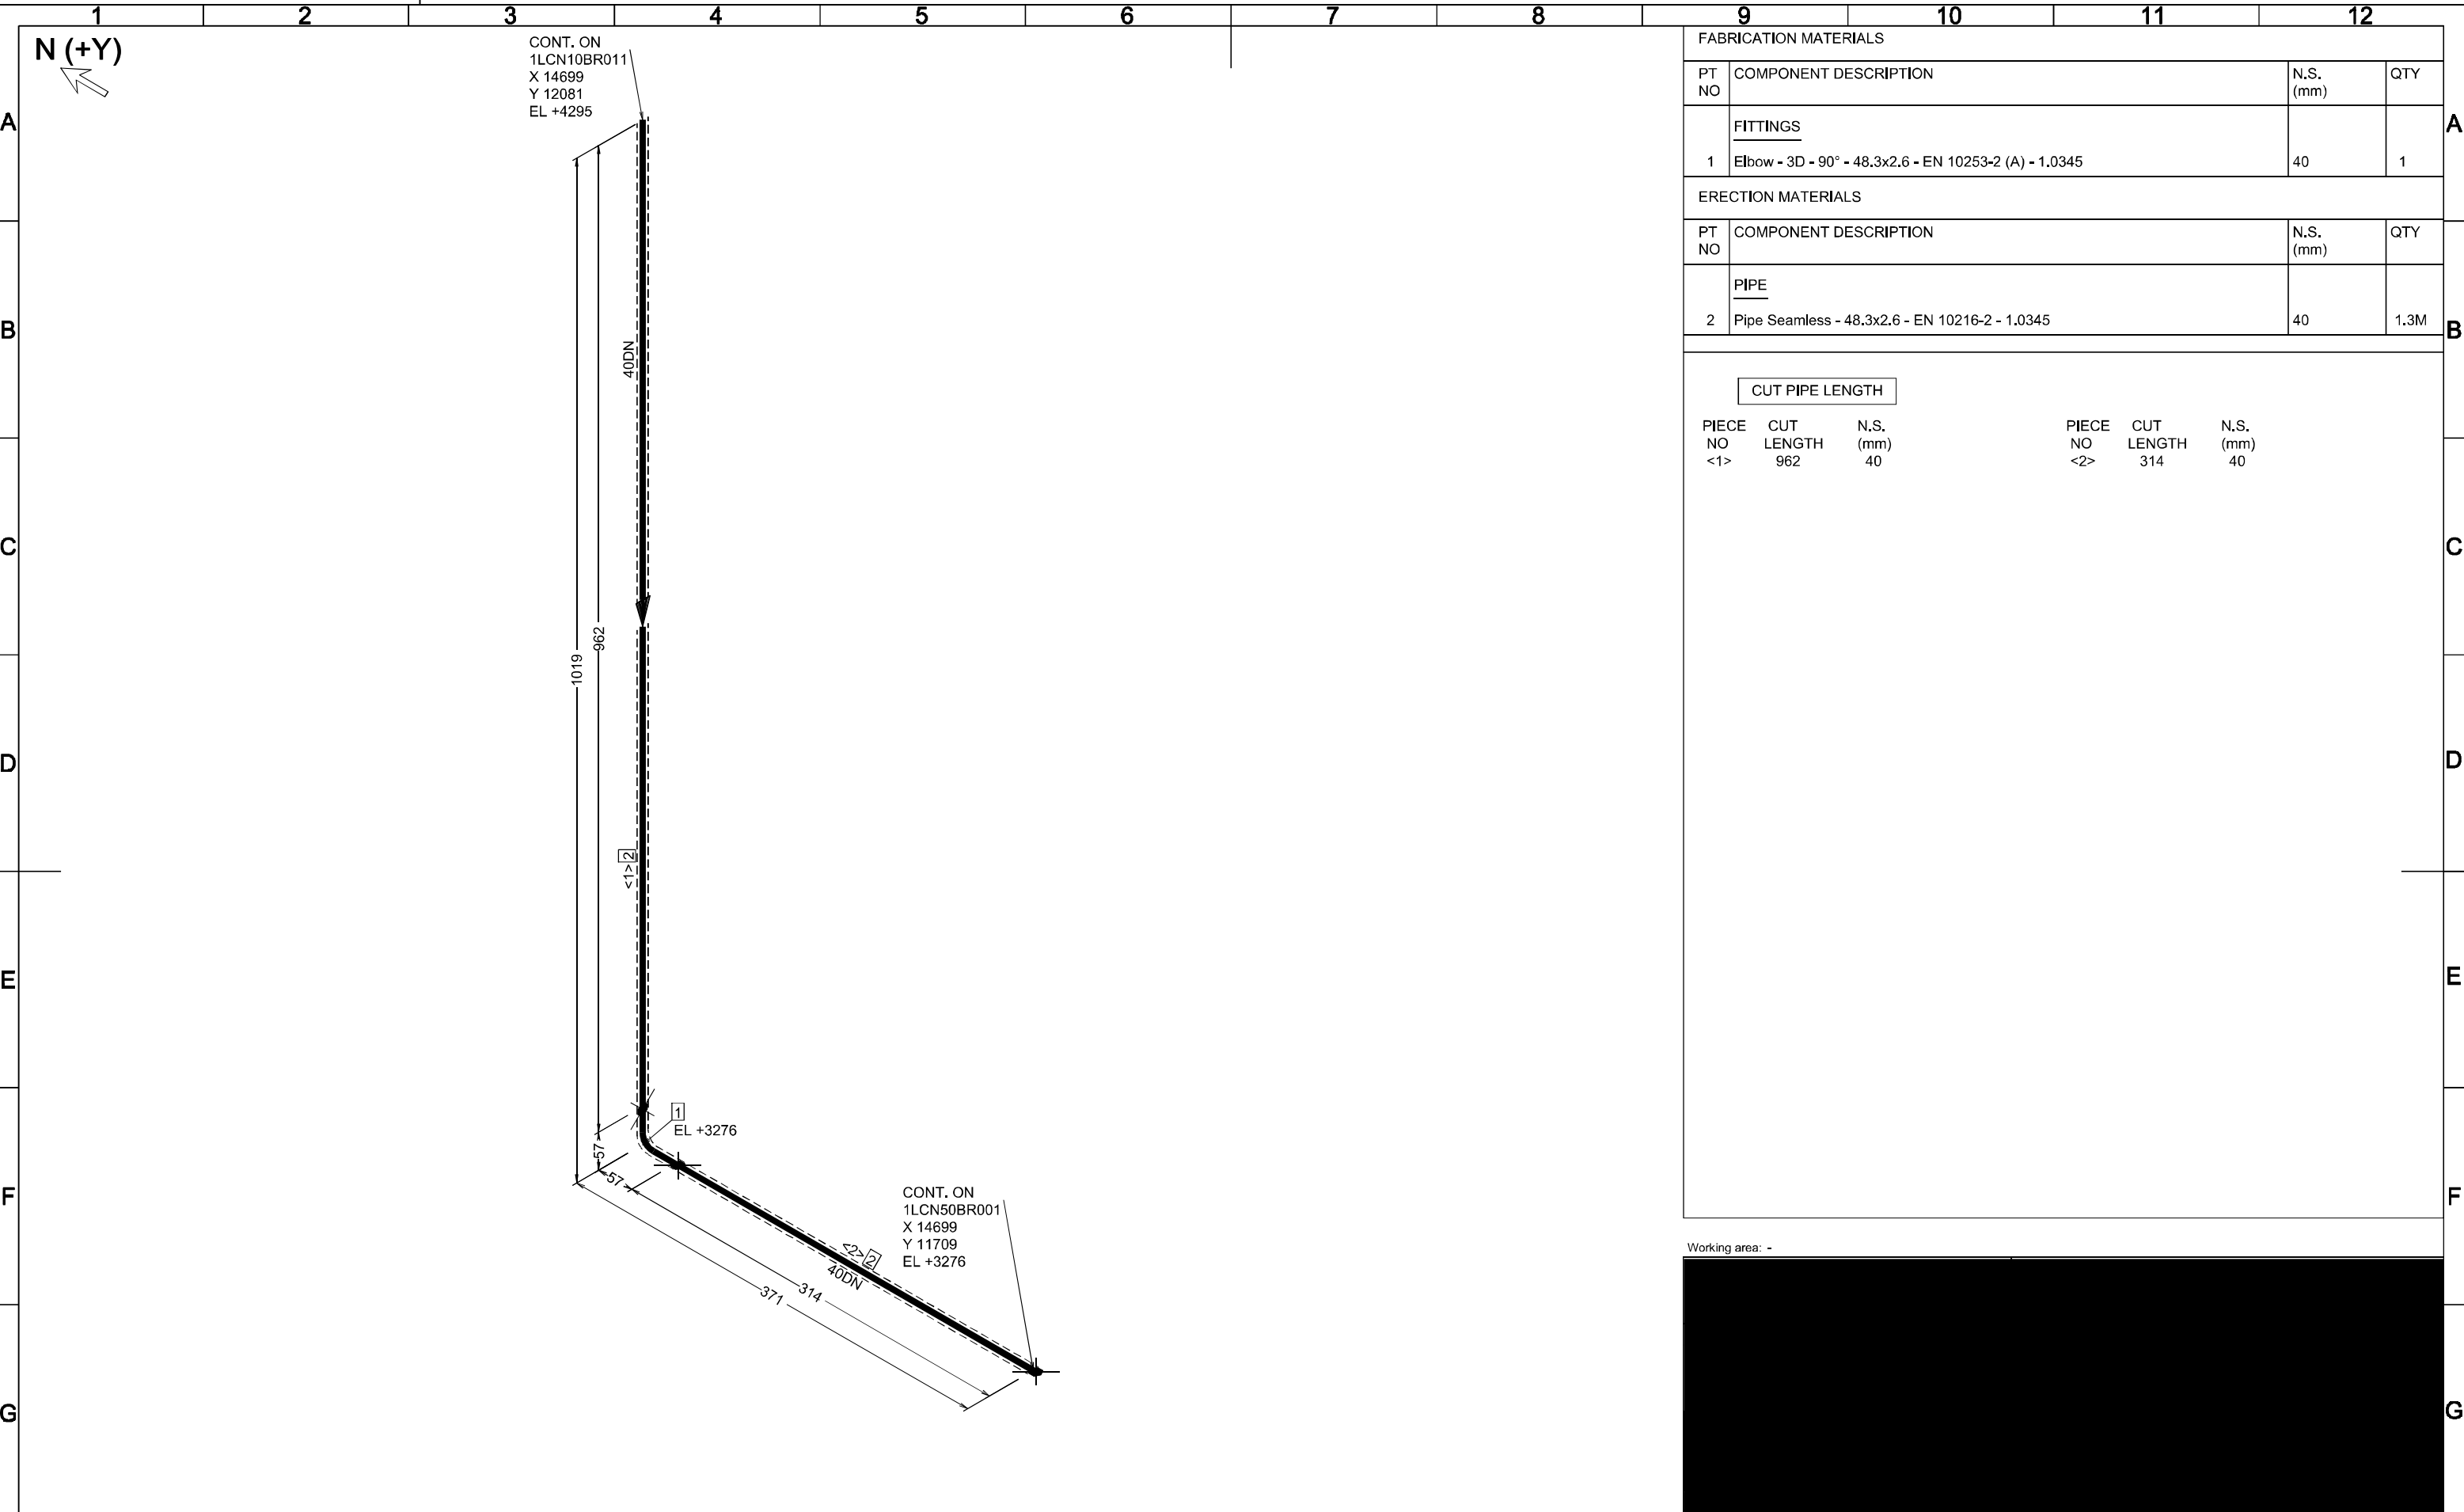 1 2 3 4 5 6 7 8 9 10 11 12
N (+Y)
CONT. ON
1LCN10BR011
X 14699
Y 12081
EL +4295
A
B
C
D
E
F
G
40DN
962
1019
<1> 2
1
EL +3276
57
57
CONT. ON
1LCN50BR001
X 14699
Y 11709
EL +3276
<2> 2
40DN
314
371
FABRICATION MATERIALS
PT NO COMPONENT DESCRIPTION N.S. (mm) QTY
FITTINGS
1 Elbow - 3D - 90° - 48.3x2.6 - EN 10253-2 (A) - 1.0345 40 1
ERECTION MATERIALS
PT NO COMPONENT DESCRIPTION N.S. (mm) QTY
PIPE
2 Pipe Seamless - 48.3x2.6 - EN 10216-2 - 1.0345 40 1.3M
CUT PIPE LENGTH
PIECE CUT N.S. PIECE CUT N.S.
NO LENGTH (mm) NO LENGTH (mm)
<1> 962 40 <2> 314 40
Working area: -
A
B
C
D
E
F
G